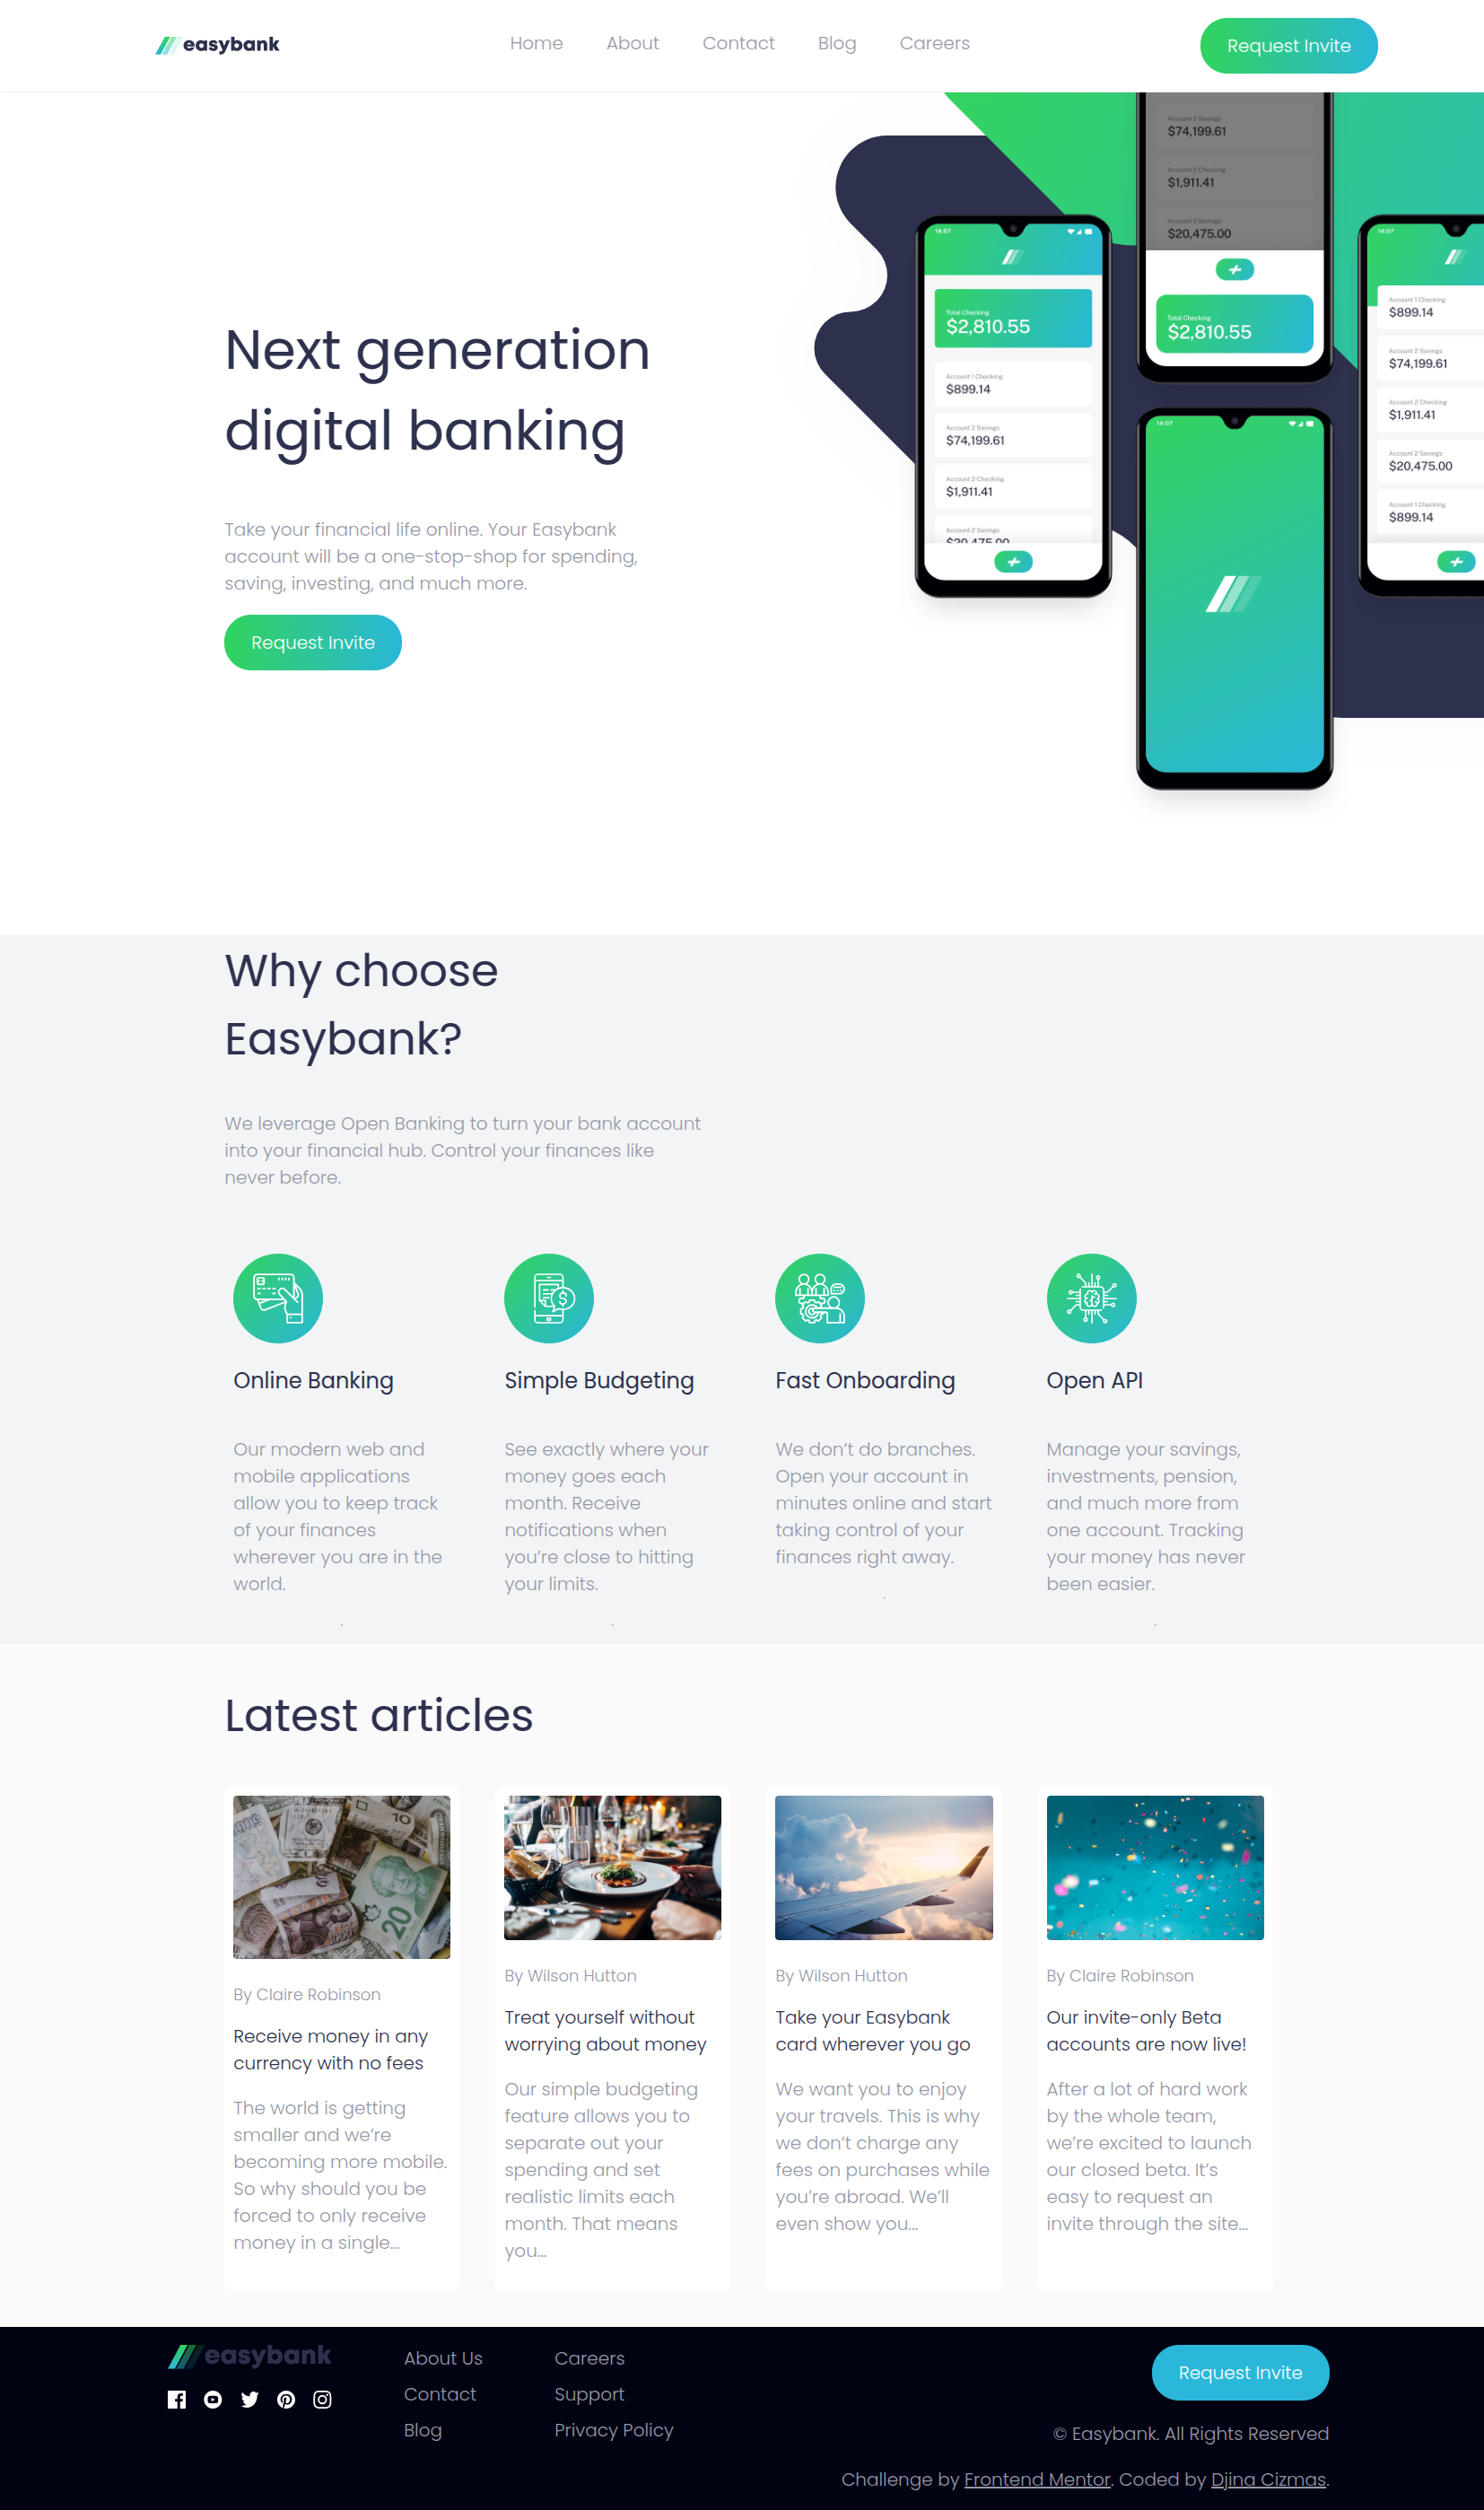 easybank
Home
About
Contact
Blog
Careers
Request Invite
Account 2 Savings
$74,199.61
Account 2 Checking
$1,911.41
Account 2 Savings
$20,475.00
Total Checking
$2,810.55
14:07
Total Checking
$2,810.55
Account 1 Checking
$899.14
Account 2 Savings
$74,199.61
Account 2 Checking
$1,911.41
Account 2 Savings
$20,475.00
14:07
Account 1 Checking
$899.14
Account 2 Savings
$74,199.61
Account 2 Checking
$1,911.41
Account 2 Savings
$20,475.00
Account 1 Checking
$899.14
14:07
Next generation
digital banking
Take your financial life online. Your Easybank
account will be a one-stop-shop for spending,
saving, investing, and much more.
Request Invite
Why choose
Easybank?
We leverage Open Banking to turn your bank account
into your financial hub. Control your finances like
never before.
Online Banking
Our modern web and
mobile applications
allow you to keep track
of your finances
wherever you are in the
world.
.
Simple Budgeting
See exactly where your
money goes each
month. Receive
notifications when
you’re close to hitting
your limits.
.
Fast Onboarding
We don’t do branches.
Open your account in
minutes online and start
taking control of your
finances right away.
.
Open API
Manage your savings,
investments, pension,
and much more from
one account. Tracking
your money has never
been easier.
.
Latest articles
10
20
1000
By Claire Robinson
Receive money in any
currency with no fees
The world is getting
smaller and we’re
becoming more mobile.
So why should you be
forced to only receive
money in a single…
By Wilson Hutton
Treat yourself without
worrying about money
Our simple budgeting
feature allows you to
separate out your
spending and set
realistic limits each
month. That means
you…
By Wilson Hutton
Take your Easybank
card wherever you go
We want you to enjoy
your travels. This is why
we don’t charge any
fees on purchases while
you’re abroad. We’ll
even show you…
By Claire Robinson
Our invite-only Beta
accounts are now live!
After a lot of hard work
by the whole team,
we’re excited to launch
our closed beta. It’s
easy to request an
invite through the site…
easybank
About Us
Contact
Blog
Careers
Support
Privacy Policy
Request Invite
© Easybank. All Rights Reserved
Challenge by Frontend Mentor. Coded by Djina Cizmas.